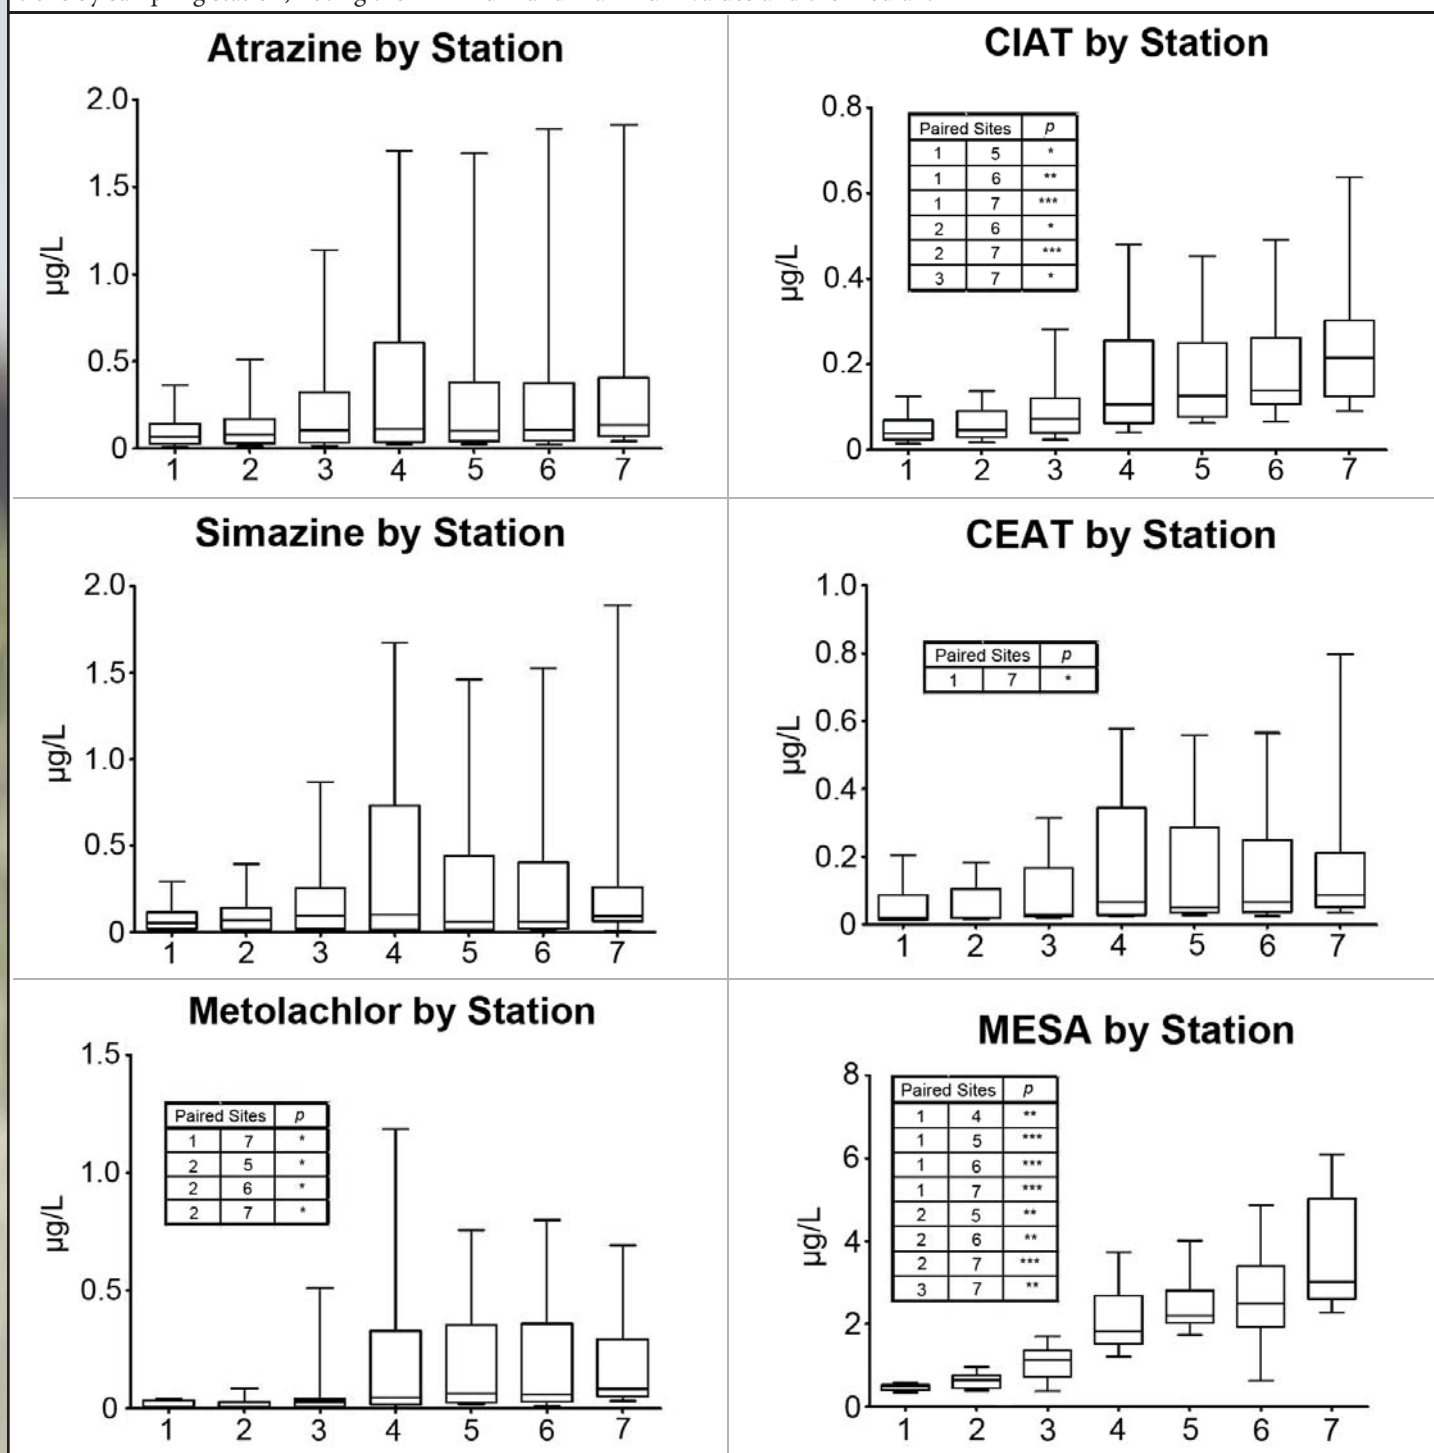 Atrazine by Station
2.0
1.5
1.0
0.5
0
µg/L
1 2 3 4 5 6 7
CIAT by Station
0.8
0.6
0.4
0.2
0
µg/L
Paired Sites p
1 5 *
1 6 **
1 7 ***
2 6 *
2 7 ***
3 7 *
1 2 3 4 5 6 7
Simazine by Station
2.0
1.5
1.0
0.5
0
µg/L
1 2 3 4 5 6 7
CEAT by Station
1.0
0.8
0.6
0.4
0.2
0
µg/L
Paired Sites p
1 7 *
1 2 3 4 5 6 7
Metolachlor by Station
1.5
1.0
0.5
0
µg/L
Paired Sites p
1 7 *
2 5 *
2 6 *
2 7 *
1 2 3 4 5 6 7
MESA by Station
8
6
4
2
0
µg/L
Paired Sites p
1 4 **
1 5 ***
1 6 ***
1 7 ***
2 5 **
2 6 **
2 7 ***
3 7 **
1 2 3 4 5 6 7